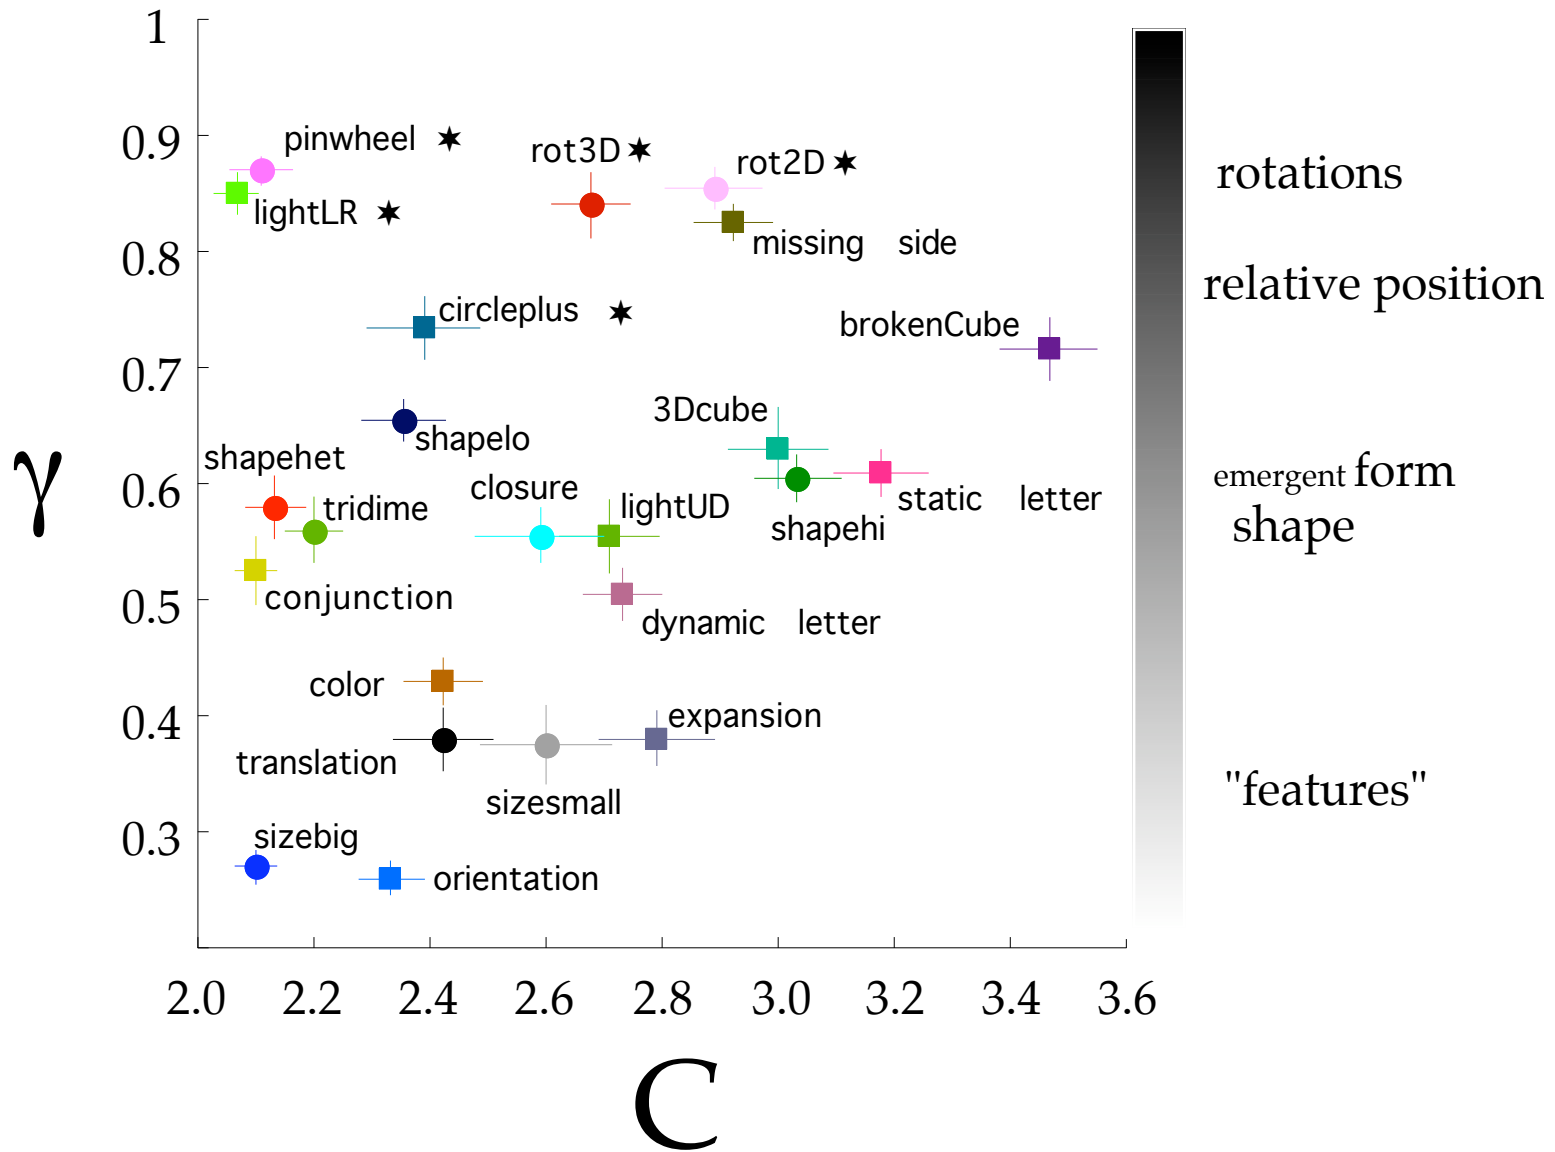 1
0.9
0.8
0.7
0.6
0.5
0.4
0.3
γ
pinwheel ★
lightLR ★
rot3D ★
rot2D ★
missing side
circleplus ★
brokenCube
3Dcube
shapelo
shapehet
tridime
closure
lightUD
static letter
shapehi
conjunction
dynamic letter
color
expansion
translation
sizesmall
sizebig
orientation
2.0 2.2 2.4 2.6 2.8 3.0 3.2 3.4 3.6
C
rotations
relative position
emergent form
shape
"features"